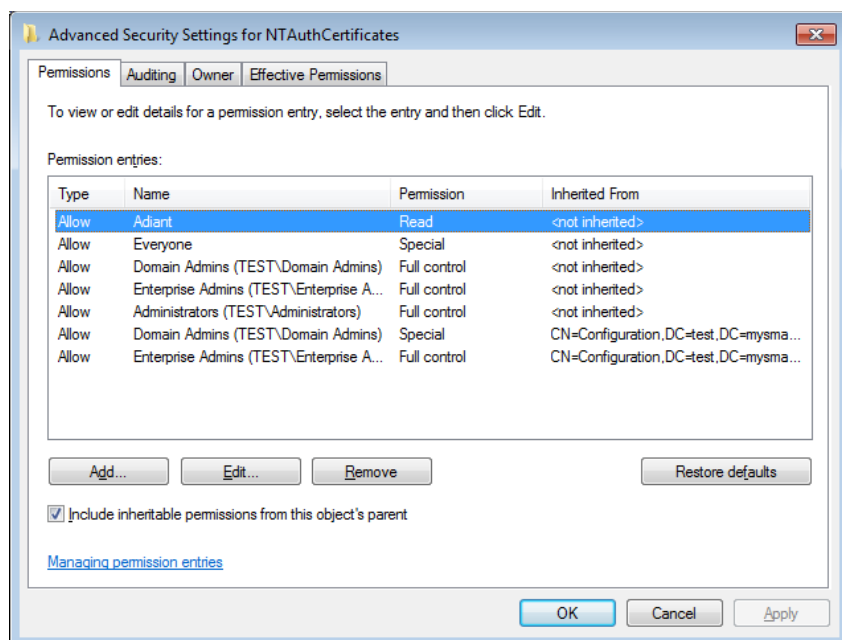 Advanced Security Settings for NTAuthCertificates
Permissions Auditing Owner Effective Permissions
To view or edit details for a permission entry, select the entry and then click Edit.
Permission entries:
Type Name Permission Inherited From
Allow Adiant Read <not inherited>
Allow Everyone Special <not inherited>
Allow Domain Admins (TEST\Domain Admins) Full control <not inherited>
Allow Enterprise Admins (TEST\Enterprise A... Full control <not inherited>
Allow Administrators (TEST\Administrators) Full control <not inherited>
Allow Domain Admins (TEST\Domain Admins) Special CN=Configuration,DC=test,DC=mysma...
Allow Enterprise Admins (TEST\Enterprise A... Full control CN=Configuration,DC=test,DC=mysma...
Add... Edit... Remove Restore defaults
Include inheritable permissions from this object's parent
Managing permission entries
OK Cancel Apply